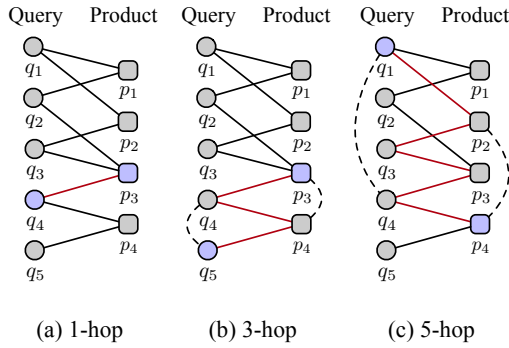 Query Product Query Product Query Product
q1 q1 q1
p1 p1 p1
q2 q2 q2
p2 p2 p2
q3 q3 q3
p3 p3 p3
q4 q4 q4
p4 p4 p4
q5 q5 q5
(a) 1-hop (b) 3-hop (c) 5-hop